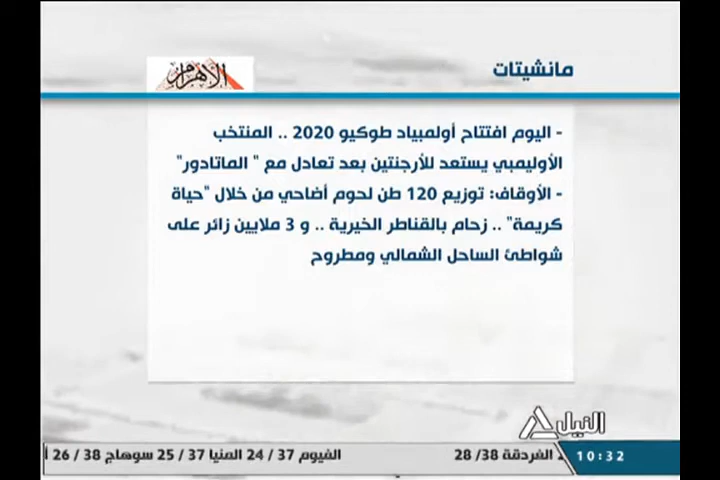 مانشيتات
الأهرام
- اليوم افتتاح أولمبياد طوكيو 2020 .. المنتخب
الأوليمبي يستعد للأرجنتين بعد تعادل مع " الماتادور"
- الأوقاف: توزيع 120 طن لحوم أضاحي من خلال "حياة
كريمة" .. زحام بالقناطر الخيرية .. و 3 ملايين زائر على
شواطئ الساحل الشمالي ومطروح
النيل
10:32
الغردقة 38/ 28 الفيوم 37 / 24 المنيا 37 / 25 سوهاج 38 / 26